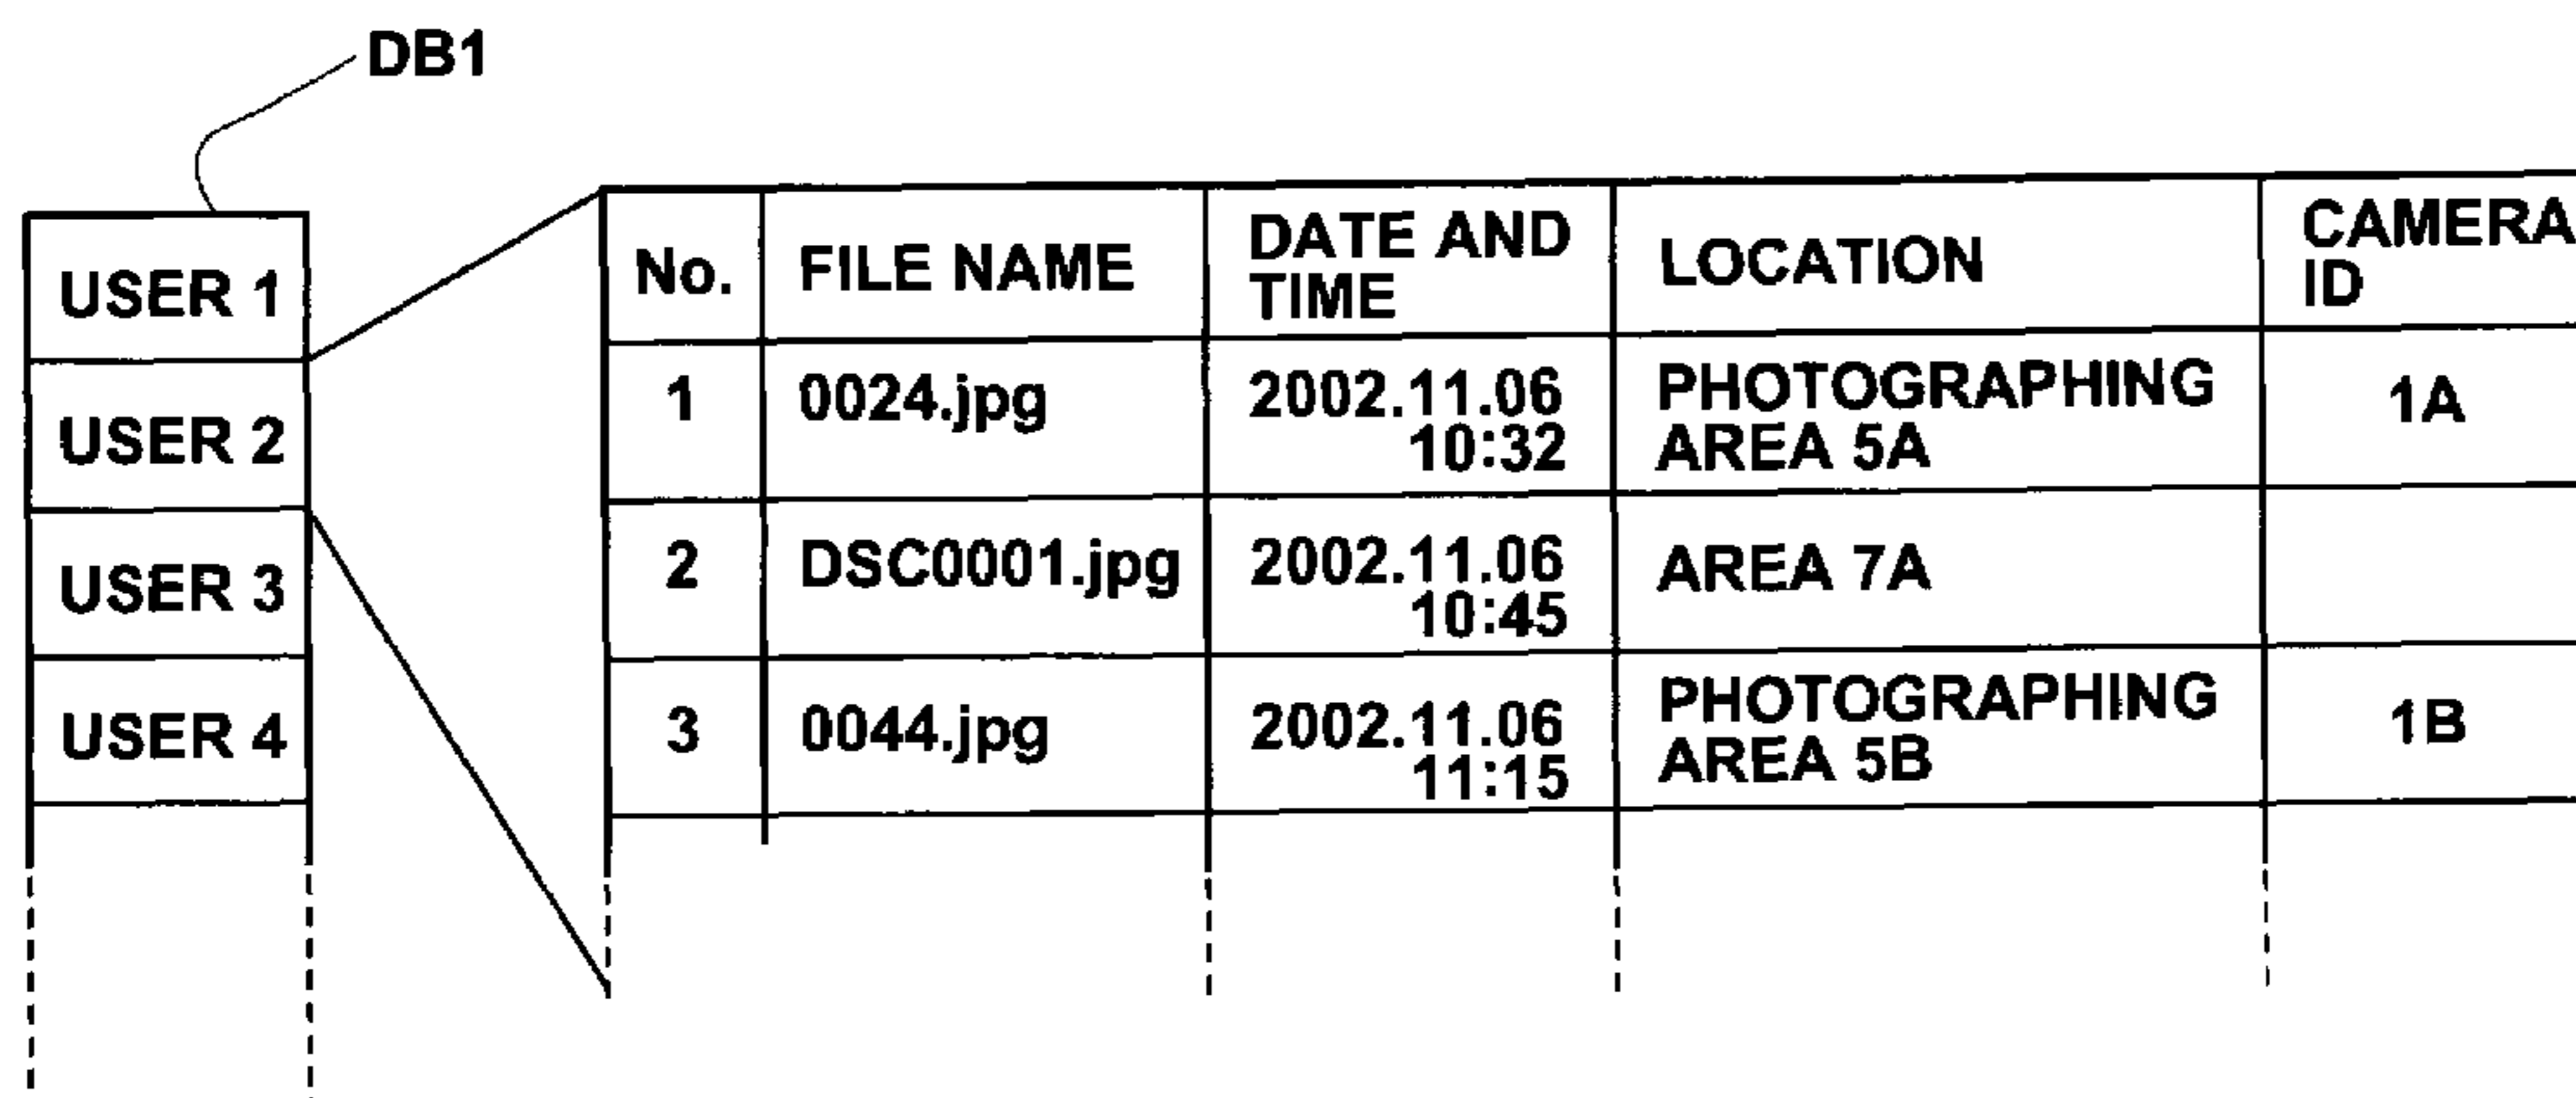 DB1
USER 1
USER 2
USER 3
USER 4
No. FILE NAME DATE AND TIME LOCATION CAMERA ID
1 0024.jpg 2002.11.06 10:32 PHOTOGRAPHING AREA 5A 1A
2 DSC0001.jpg 2002.11.06 10:45 AREA 7A
3 0044.jpg 2002.11.06 11:15 PHOTOGRAPHING AREA 5B 1B